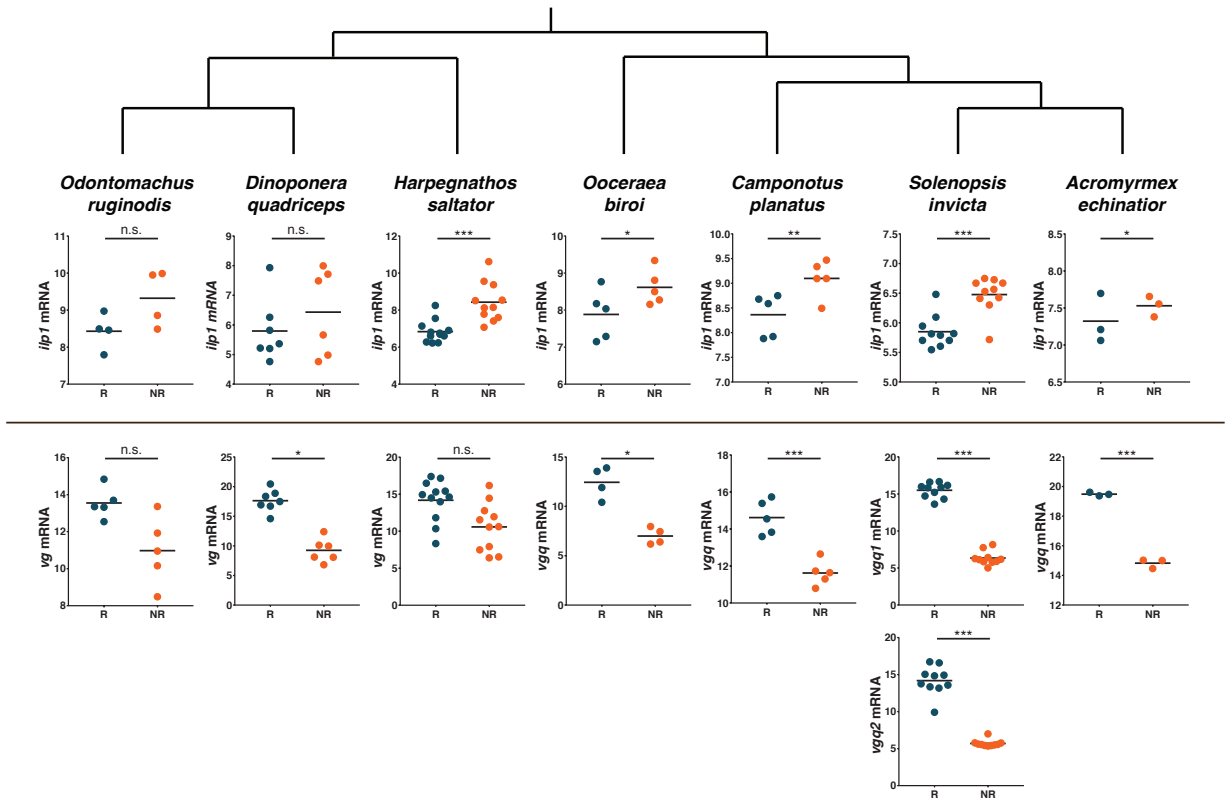 Odontomachus
ruginodis
Dinoponera
quadriceps
Harpegnathos
saltator
Ooceraea
biroi
Camponotus
planatus
Solenopsis
invicta
Acromyrmex
echinatior
n.s.
11
10
9
8
7
ilp1 mRNA
R NR
n.s.
9
8
7
6
5
4
ilp1 mRNA
R NR
***
12
10
8
6
4
ilp1 mRNA
R NR
*
10
9
8
7
6
ilp1 mRNA
R NR
**
10.0
9.5
9.0
8.5
8.0
7.5
7.0
ilp1 mRNA
R NR
***
7.0
6.5
6.0
5.5
5.0
ilp1 mRNA
R NR
*
8.5
8.0
7.5
7.0
6.5
ilp1 mRNA
R NR
n.s.
16
14
12
10
8
vg mRNA
R NR
*
25
20
15
10
5
0
vg mRNA
R NR
n.s.
20
15
10
5
0
vg mRNA
R NR
*
15
10
5
0
vgq mRNA
R NR
***
18
16
14
12
10
vgq mRNA
R NR
***
20
15
10
5
0
vgq1 mRNA
R NR
***
22
20
18
16
14
12
vgq mRNA
R NR
***
20
15
10
5
0
vgq2 mRNA
R NR